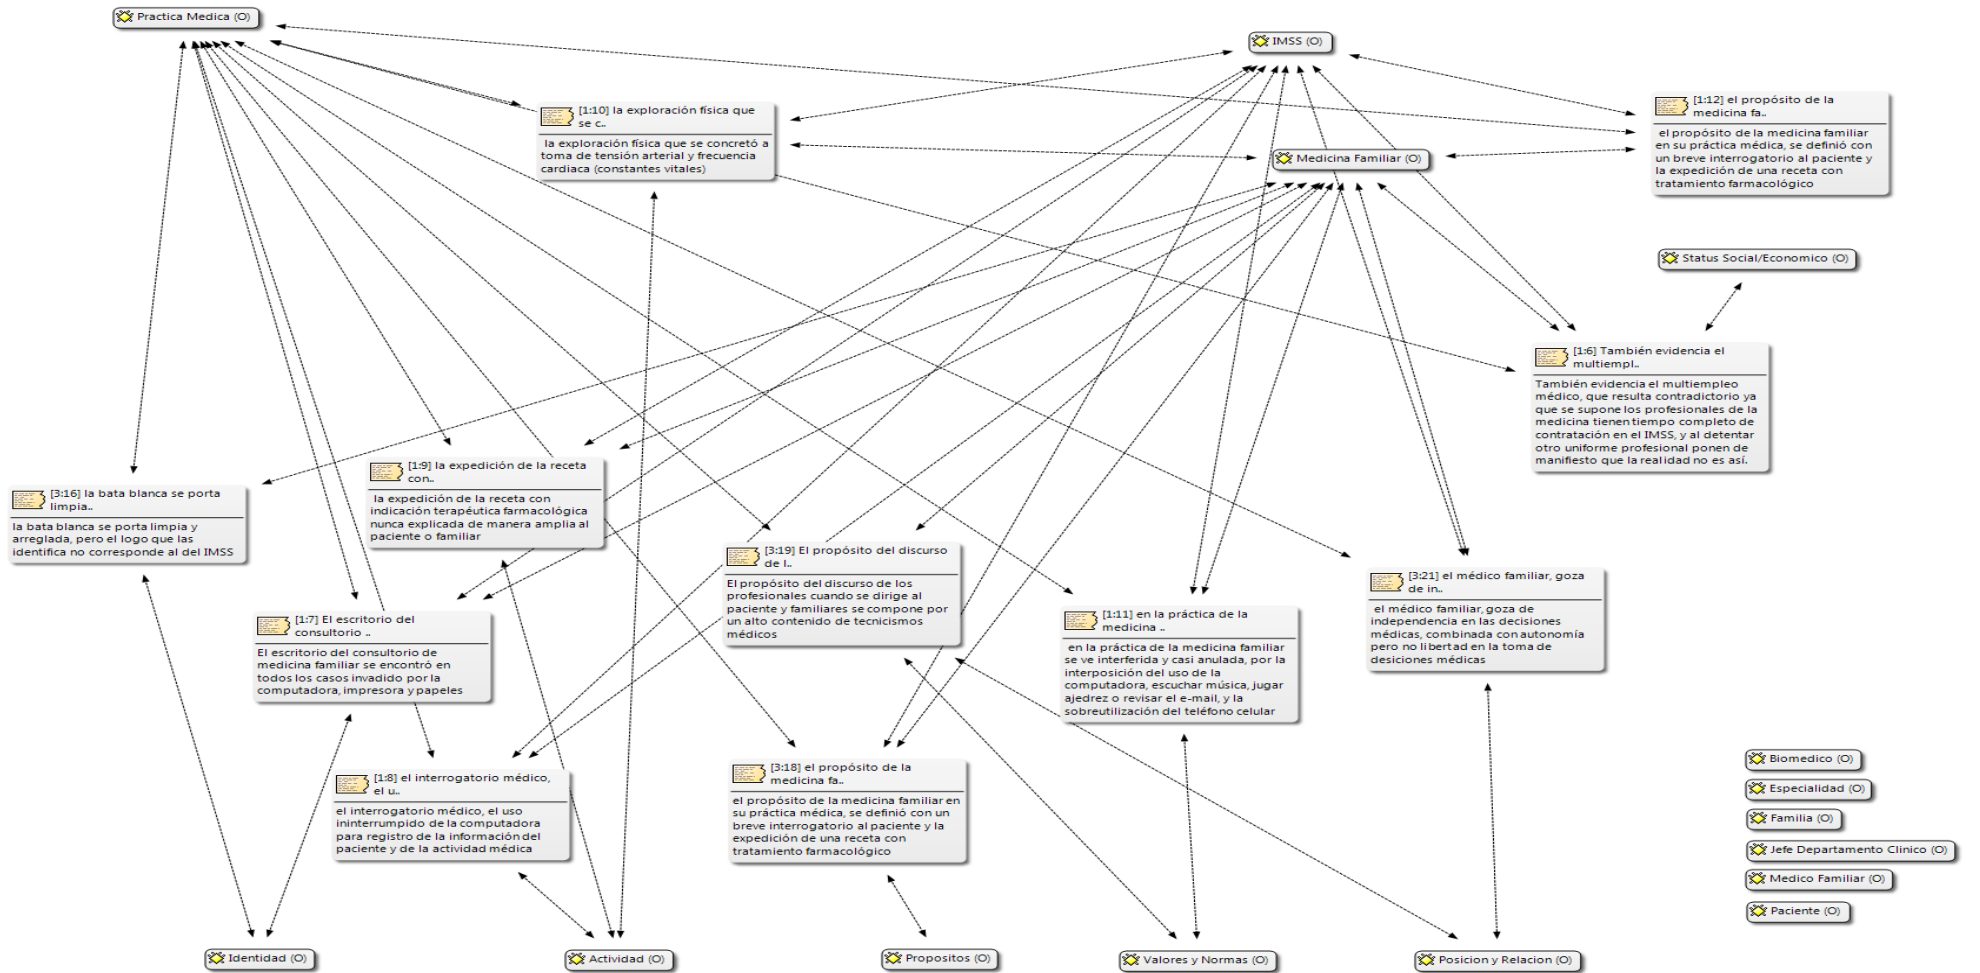 Practica Medica (O)
IMSS (O)
[1:10] la exploración física que
se c..
la exploración física que se concretó a
toma de tensión arterial y frecuencia
cardiaca (constantes vitales)
[1:12] el propósito de la
medicina fa..
el propósito de la medicina familiar
en su práctica médica, se definió con
un breve interrogatorio al paciente y
la expedición de una receta con
tratamiento farmacológico
Medicina Familiar (O)
Status Social/Economico (O)
[1:6] También evidencia el
multiempl..
También evidencia el multiempleo
médico, que resulta contradictorio ya
que se supone los profesionales de la
medicina tienen tiempo completo de
contratación en el IMSS, y al detentar
otro uniforme profesional ponen de
manifiesto que la realidad no es así.
[3:16] la bata blanca se porta
limpia..
la bata blanca se porta limpia y
arreglada, pero el logo que las
identifica no corresponde al del IMSS
[1:9] la expedición de la receta
con..
la expedición de la receta con
indicación terapéutica farmacológica
nunca explicada de manera amplia al
paciente o familiar
[3:19] El propósito del discurso
de l..
El propósito del discurso de los
profesionales cuando se dirige al
paciente y familiares se compone por
un alto contenido de tecnicismos
médicos
[3:21] el médico familiar, goza
de in..
el médico familiar, goza de
independencia en las decisiones
médicas, combinada con autonomía
pero no libertad en la toma de
desiciones médicas
[1:7] El escritorio del
consultorio ..
El escritorio del consultorio de
medicina familiar se encontró en
todos los casos invadido por la
computadora, impresora y papeles
[1:11] en la práctica de la
medicina ..
en la práctica de la medicina familiar
se ve interferida y casi anulada, por la
interposición del uso de la
computadora, escuchar música, jugar
ajedrez o revisar el e-mail, y la
sobreutilización del teléfono celular
[1:8] el interrogatorio médico,
el u..
el interrogatorio médico, el uso
ininterrumpido de la computadora
para registro de la información del
paciente y de la actividad médica
[3:18] el propósito de la
medicina fa..
el propósito de la medicina familiar en
su práctica médica, se definió con un
breve interrogatorio al paciente y la
expedición de una receta con
tratamiento farmacológico
Biomedico (O)
Especialidad (O)
Familia (O)
Jefe Departamento Clinico (O)
Medico Familiar (O)
Paciente (O)
Identidad (O)
Actividad (O)
Propositos (O)
Valores y Normas (O)
Posicion y Relacion (O)